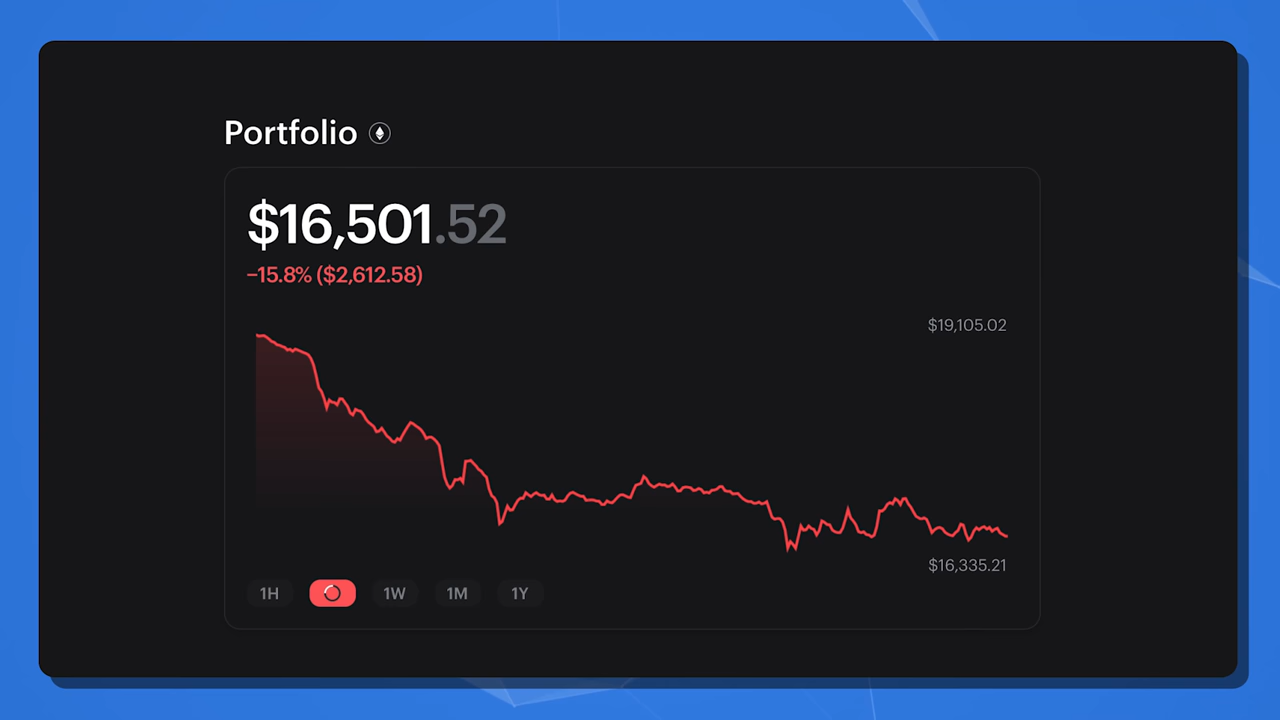 Portfolio
$16,501.52
−15.8% ($2,612.58)
$19,105.02
$16,335.21
1H 1W 1M 1Y